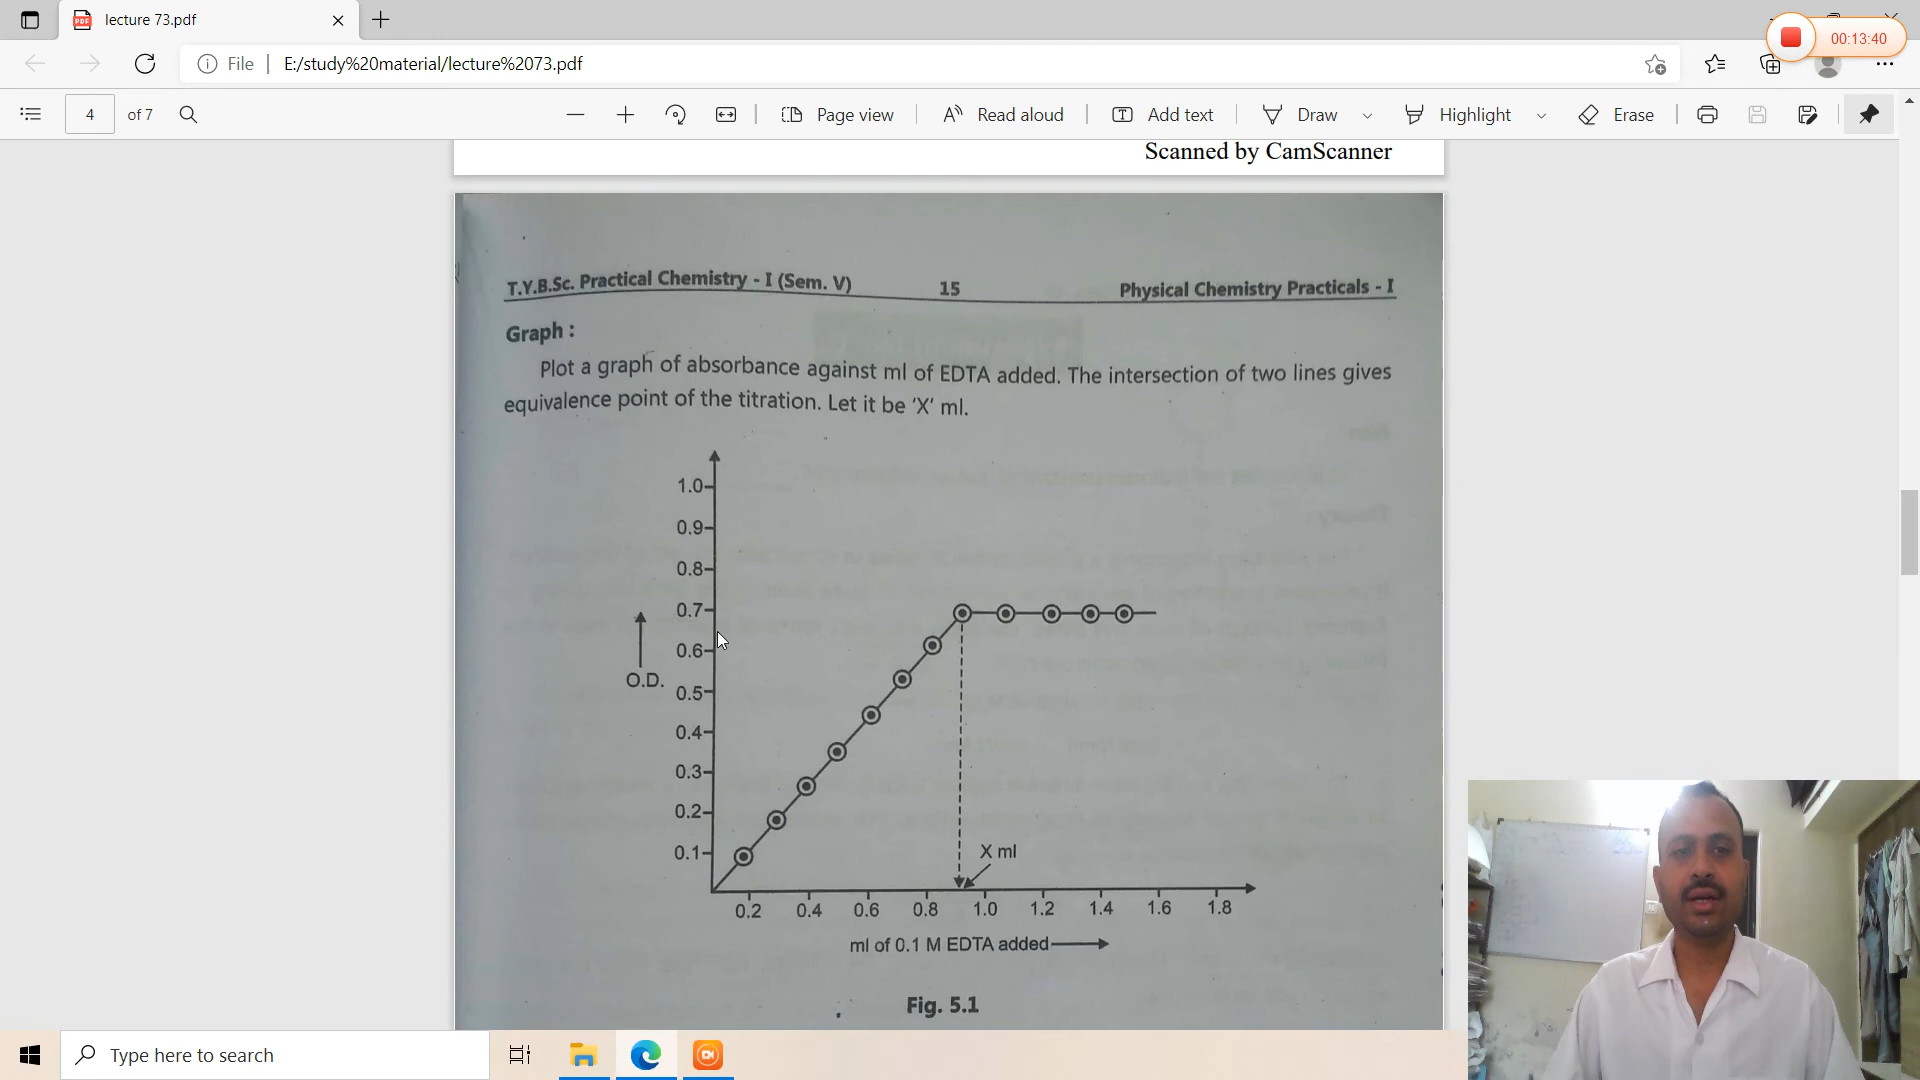 lecture 73.pdf
00:13:40
File
E:/study%20material/lecture%2073.pdf
4 of 7
Page view
Read aloud
Add text
Draw
Highlight
Erase
Scanned by CamScanner
T.Y.B.Sc. Practical Chemistry - I (Sem. V) 15 Physical Chemistry Practicals - I
Graph :
Plot a graph of absorbance against ml of EDTA added. The intersection of two lines gives
equivalence point of the titration. Let it be 'X' ml.
1.0
0.9
0.8
0.7
0.6
O.D.
0.5
0.4
0.3
0.2
0.1
X ml
0.2 0.4 0.6 0.8 1.0 1.2 1.4 1.6 1.8
ml of 0.1 M EDTA added
Fig. 5.1
Type here to search